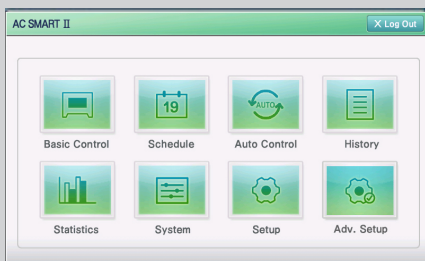 AC SMART II
X Log Out
19
AUTO
Basic Control
Schedule
Auto Control
History
Statistics
System
Setup
Adv. Setup